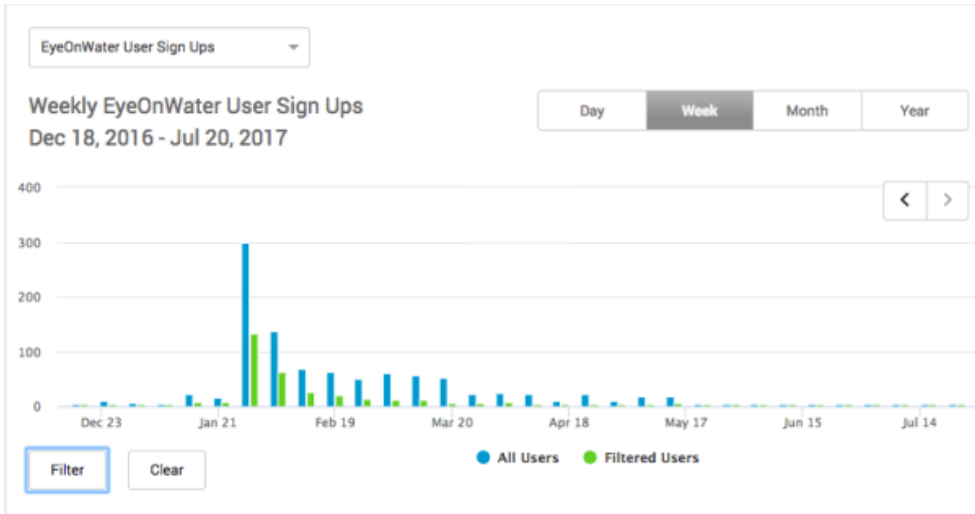 EyeOnWater User Sign Ups
Weekly EyeOnWater User Sign Ups
Dec 18, 2016 - Jul 20, 2017
Day Week Month Year
400
300
200
100
0
Dec 23 Jan 21 Feb 19 Mar 20 Apr 18 May 17 Jun 15 Jul 14
All Users Filtered Users
Filter Clear